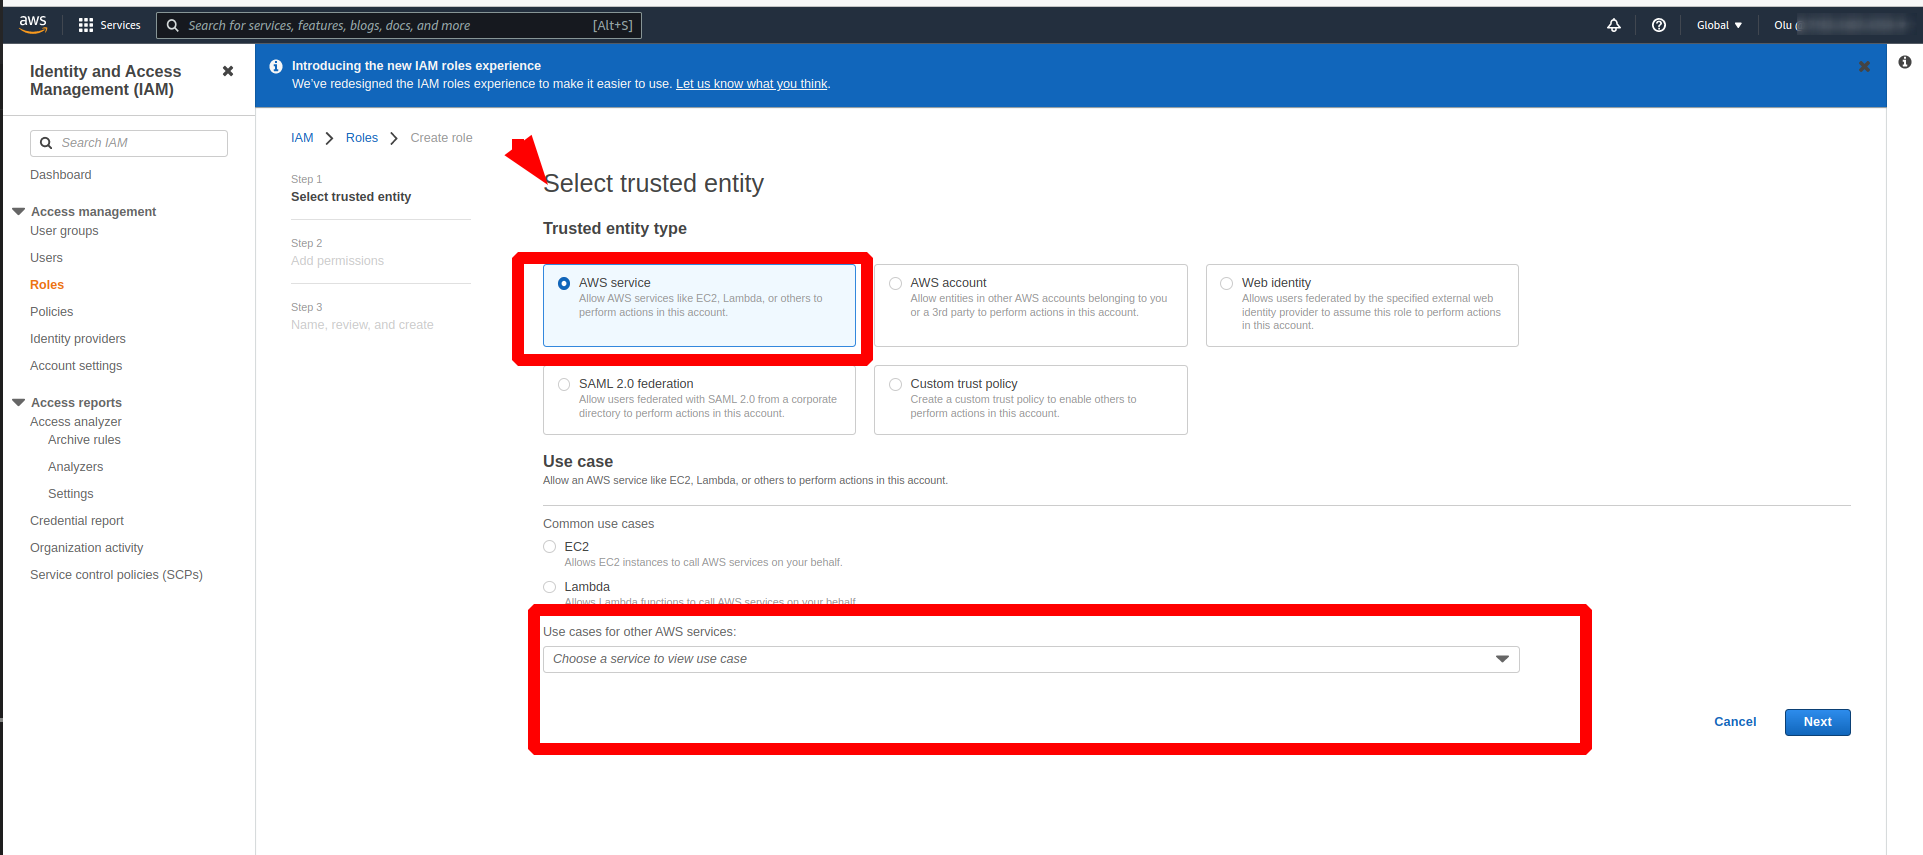 aws
Services
Search for services, features, blogs, docs, and more
[Alt+S]
Global
Olu
Identity and Access
Management (IAM)
Search IAM
Dashboard
Access management
User groups
Users
Roles
Policies
Identity providers
Account settings
Access reports
Access analyzer
Archive rules
Analyzers
Settings
Credential report
Organization activity
Service control policies (SCPs)
Introducing the new IAM roles experience
We've redesigned the IAM roles experience to make it easier to use. Let us know what you think.
IAM
Roles
Create role
Step 1
Select trusted entity
Step 2
Add permissions
Step 3
Name, review, and create
Select trusted entity
Trusted entity type
AWS service
Allow AWS services like EC2, Lambda, or others to
perform actions in this account.
AWS account
Allow entities in other AWS accounts belonging to you
or a 3rd party to perform actions in this account.
Web identity
Allows users federated by the specified external web
identity provider to assume this role to perform actions
in this account.
SAML 2.0 federation
Allow users federated with SAML 2.0 from a corporate
directory to perform actions in this account.
Custom trust policy
Create a custom trust policy to enable others to
perform actions in this account.
Use case
Allow an AWS service like EC2, Lambda, or others to perform actions in this account.
Common use cases
EC2
Allows EC2 instances to call AWS services on your behalf.
Lambda
Allows Lambda functions to call AWS services on your behalf.
Use cases for other AWS services:
Choose a service to view use case
Cancel
Next